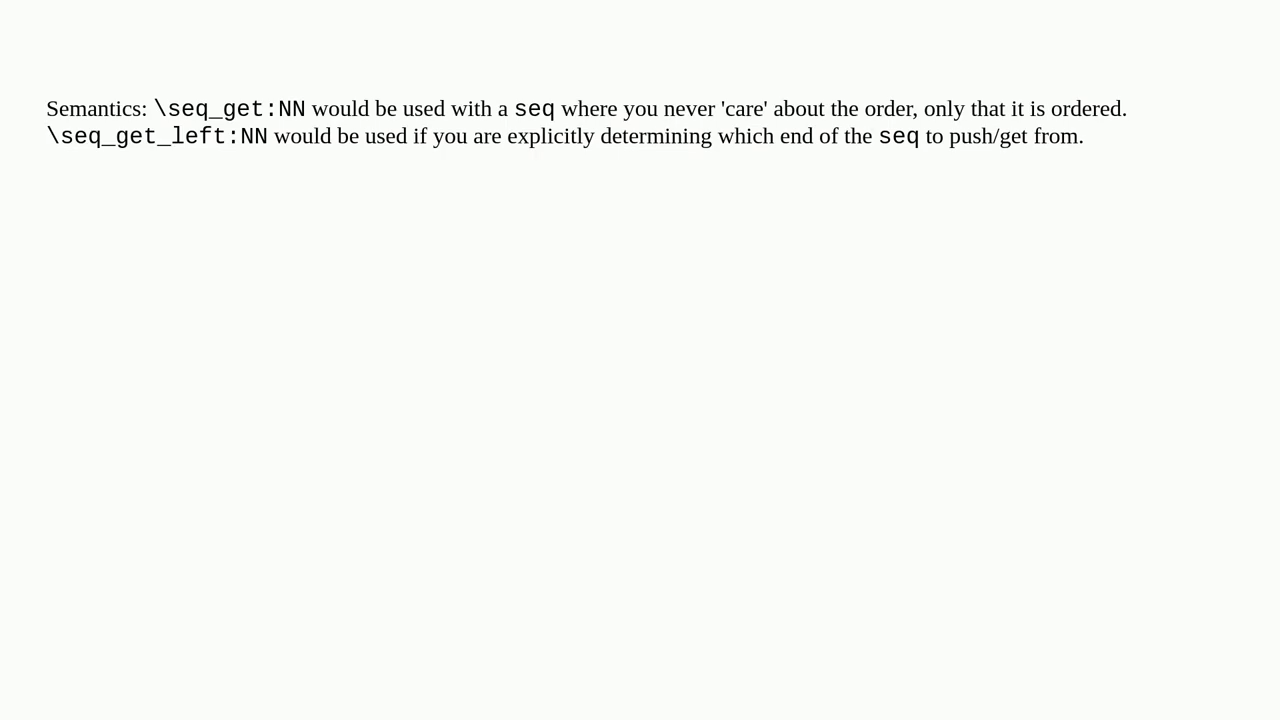 Semantics: \seq_get:NN would be used with a seq where you never 'care' about the order, only that it is ordered.
\seq_get_left:NN would be used if you are explicitly determining which end of the seq to push/get from.